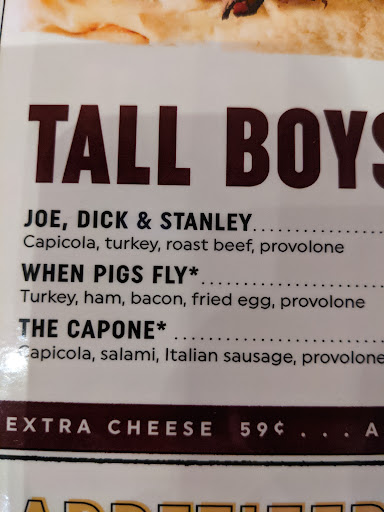 TALL BOYS
JOE, DICK & STANLEY....................
Capicola, turkey, roast beef, provolone
WHEN PIGS FLY*............................
Turkey, ham, bacon, fried egg, provolone
THE CAPONE* ................................
Capicola, salami, Italian sausage, provolone
EXTRA CHEESE 59¢ . . . A